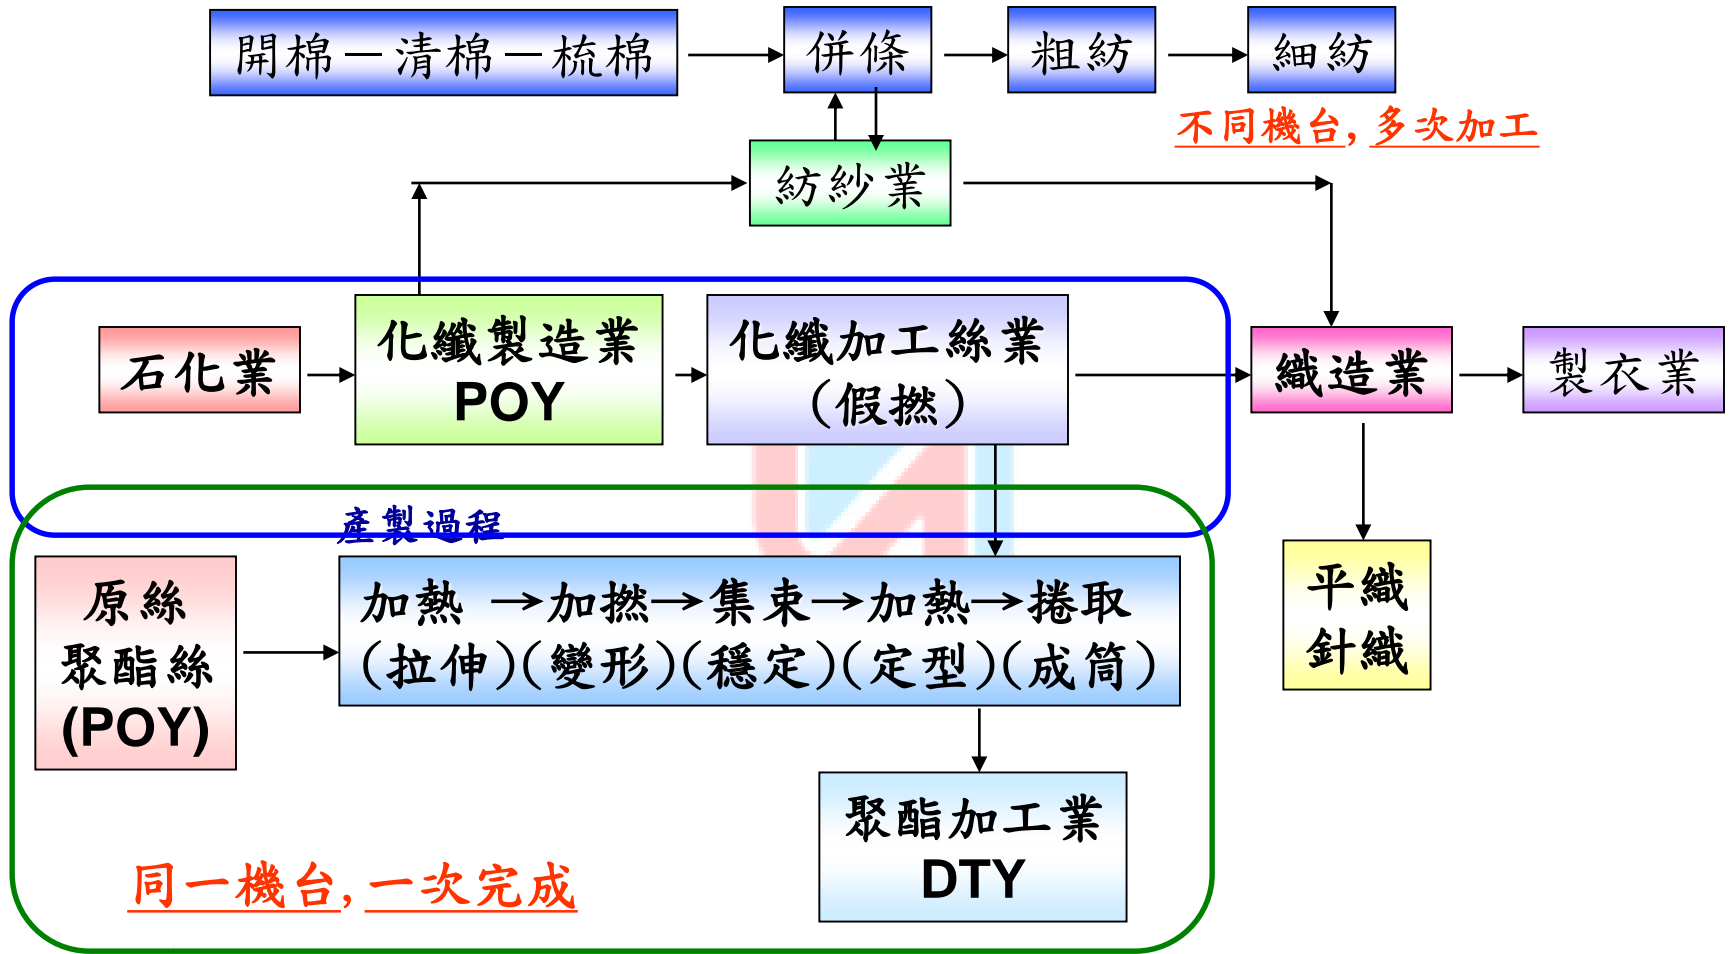 開棉－清棉－梳棉
併條
粗紡
細紡
不同機台,多次加工
紡紗業
石化業
化纖製造業
POY
化纖加工絲業
(假撚)
織造業
製衣業
產製過程
原絲
聚酯絲
(POY)
加熱→加撚→集束→加熱→捲取
(拉伸)(變形)(穩定)(定型)(成筒)
平織
針織
聚酯加工業
DTY
同一機台,一次完成